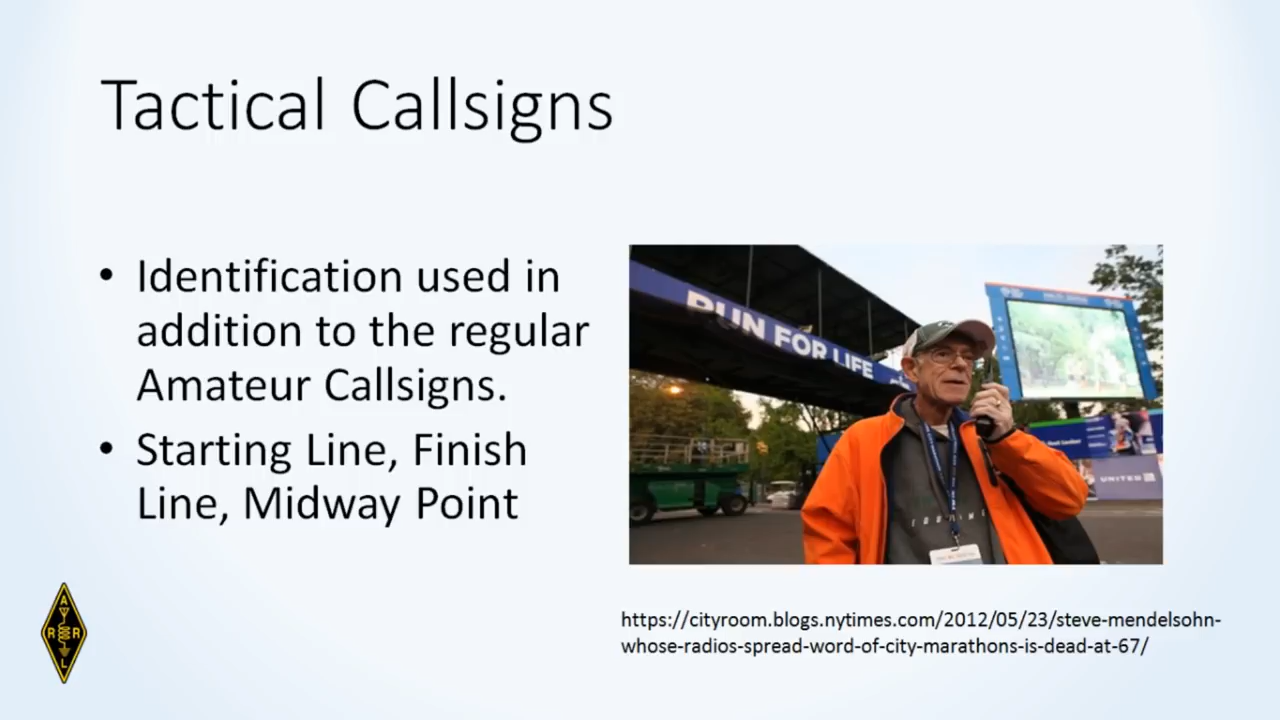 Tactical Callsigns
• Identification used in
addition to the regular
Amateur Callsigns.
• Starting Line, Finish
Line, Midway Point
RUN FOR LIFE
UNITED
https://cityroom.blogs.nytimes.com/2012/05/23/steve-mendelsohn-
whose-radios-spread-word-of-city-marathons-is-dead-at-67/
A
R R
L